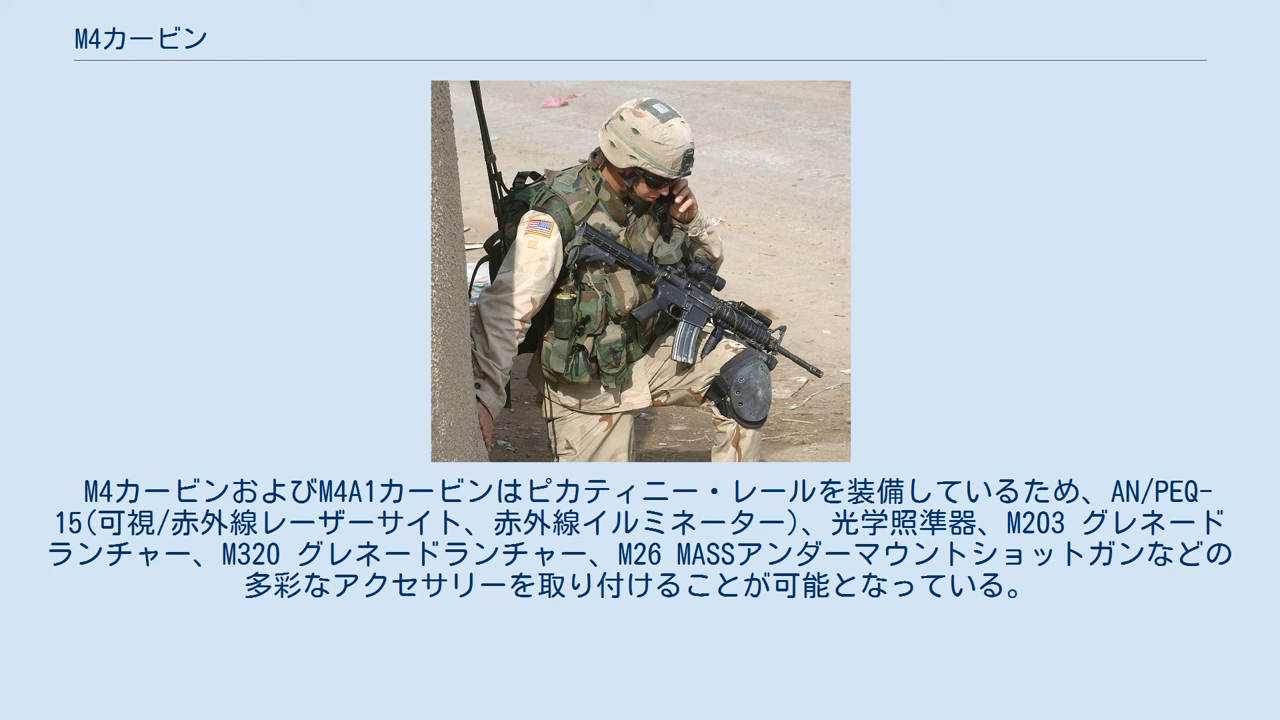 M4カービン
M4カービンおよびM4A1カービンはピカティニー・レールを装備しているため、AN/PEQ-
15(可視/赤外線レーザーサイト、赤外線イルミネーター)、光学照準器、M203 グレネード
ランチャー、M320 グレネードランチャー、M26 MASSアンダーマウントショットガンなどの
多彩なアクセサリーを取り付けることが可能となっている。